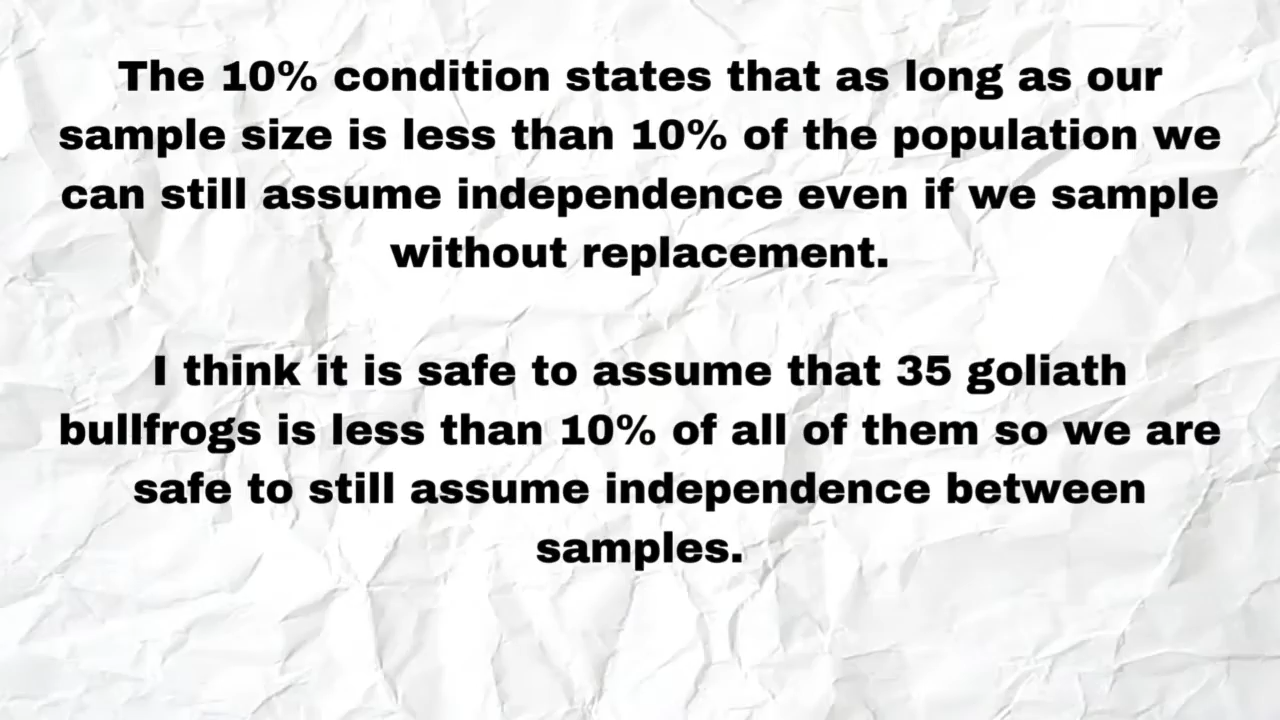 The 10% condition states that as long as our
sample size is less than 10% of the population we
can still assume independence even if we sample
without replacement.
I think it is safe to assume that 35 goliath
bullfrogs is less than 10% of all of them so we are
safe to still assume independence between
samples.